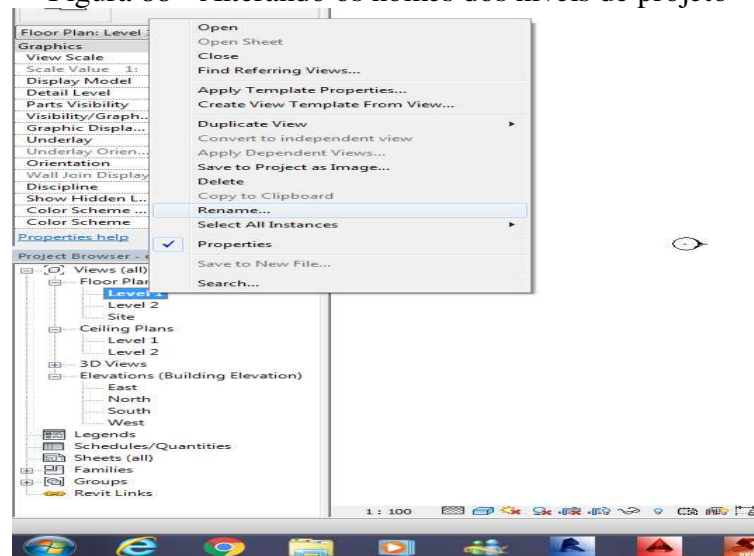 Figura 68 – Alterando os nomes dos níveis de projeto
Floor Plan: Level
Graphics
View Scale
Scale Value 1:
Display Model
Detail Level
Parts Visibility
Visibility/Graph...
Graphic Displa...
Underlay
Underlay Orien...
Orientation
Wall Join Display
Discipline
Show Hidden L...
Color Scheme ...
Color Scheme
Properties help
Open
Open Sheet
Close
Find Referring Views...
Apply Template Properties...
Create View Template From View...
Duplicate View
Convert to independent view
Apply Dependent Views...
Save to Project as Image...
Delete
Copy to Clipboard
Rename...
Select All Instances
Properties
Save to New File...
Search...
Project Browser -
Views (all)
Floor Plan
Level 1
Level 2
Site
Ceiling Plans
Level 1
Level 2
3D Views
Elevations (Building Elevation)
East
North
South
West
Legends
Schedules/Quantities
Sheets (all)
Families
Groups
Revit Links
1 : 100